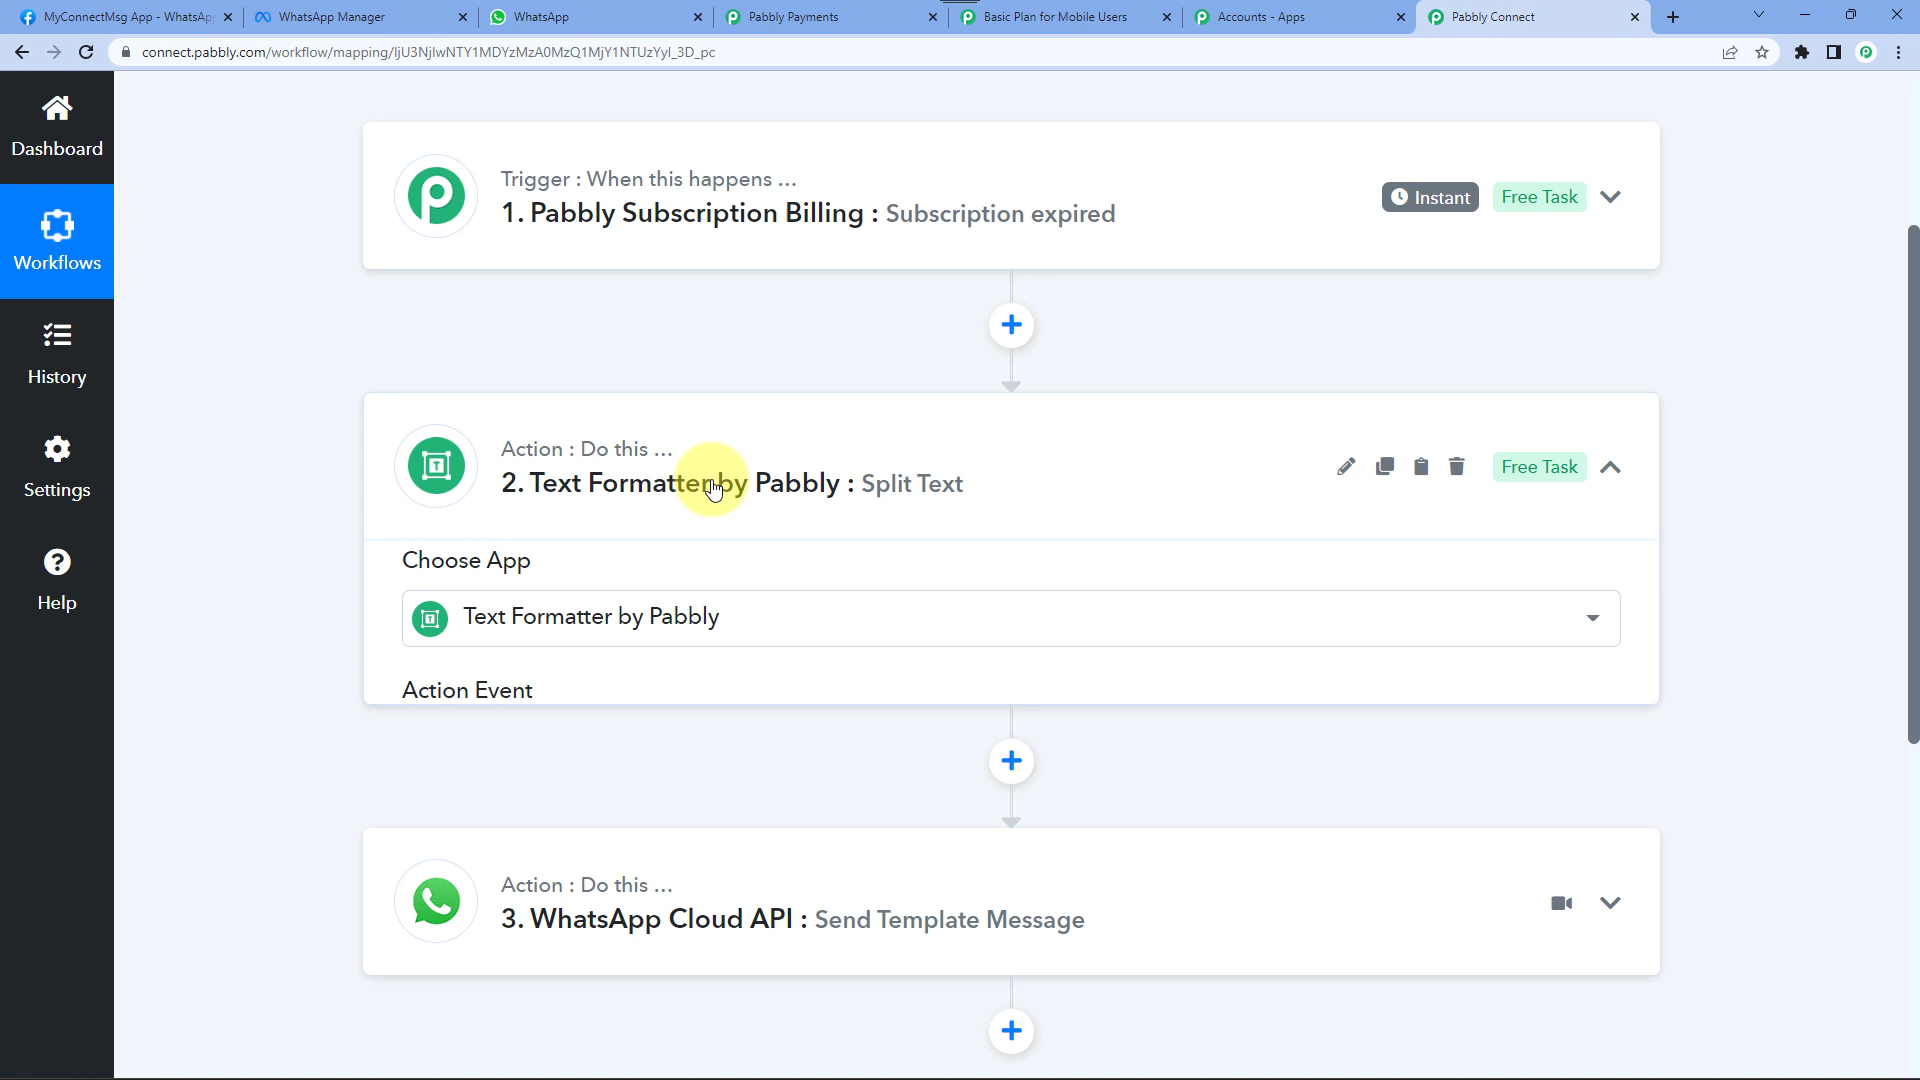 MyConnectMsg App - WhatsAp
WhatsApp Manager
WhatsApp
Pabbly Payments
Basic Plan for Mobile Users
Accounts - Apps
Pabbly Connect
connect.pabbly.com/workflow/mapping/IjU3NjIwNTY1MDYzMzA0MzQ1MjY1NTUzYyI_3D_pc
Dashboard
Workflows
History
Settings
Help
Trigger : When this happens ...
1. Pabbly Subscription Billing : Subscription expired
Instant
Free Task
Action : Do this ...
2. Text Formatter by Pabbly : Split Text
Free Task
Choose App
Text Formatter by Pabbly
Action Event
Action : Do this ...
3. WhatsApp Cloud API : Send Template Message